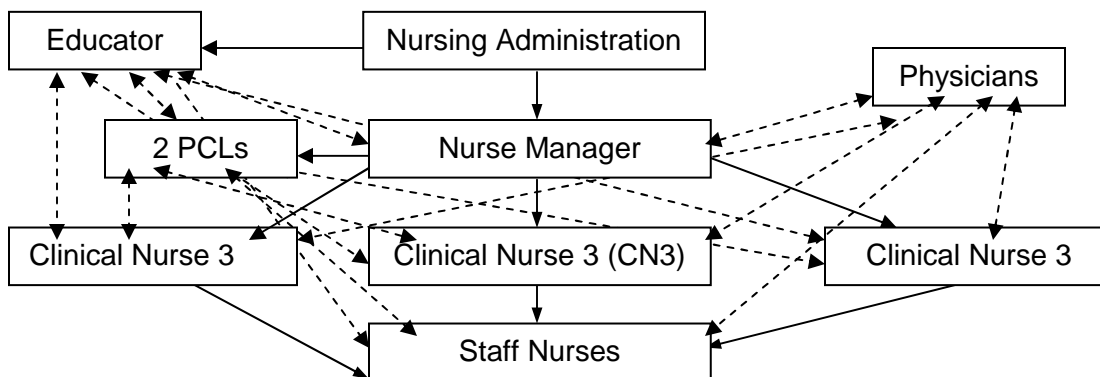 Educator
Nursing Administration
Physicians
2 PCLs
Nurse Manager
Clinical Nurse 3
Clinical Nurse 3 (CN3)
Clinical Nurse 3
Staff Nurses